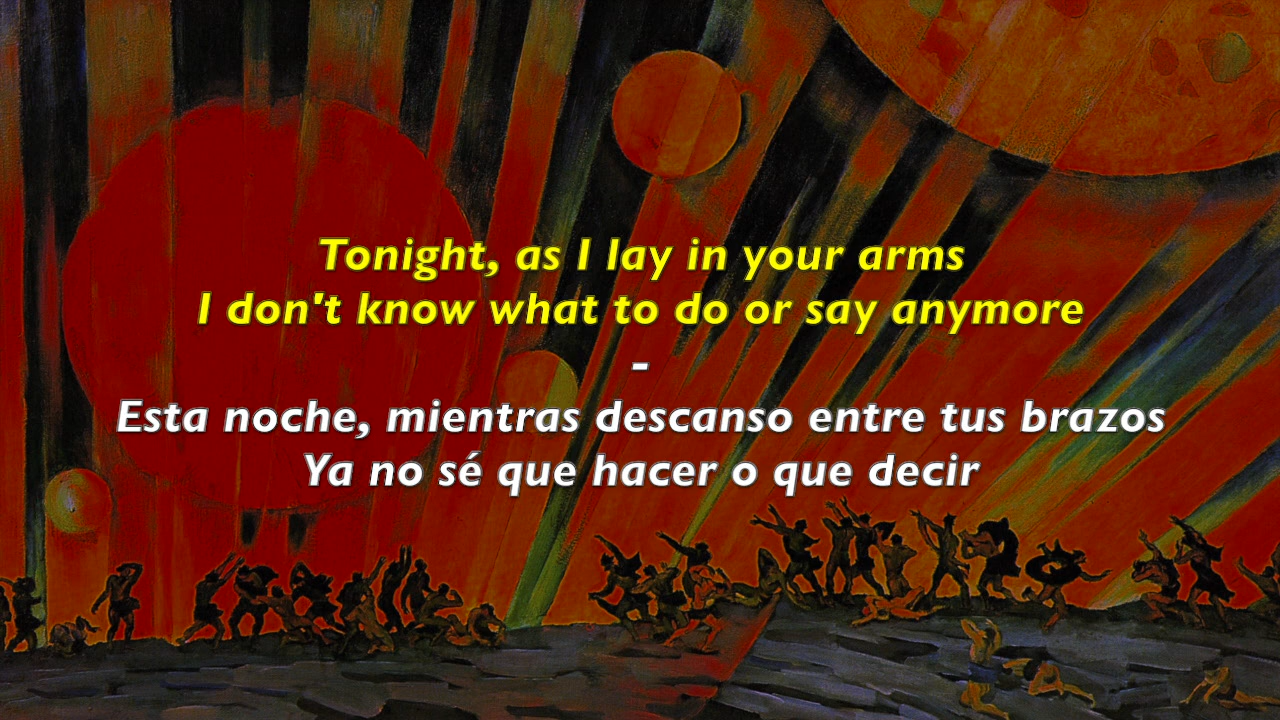 Tonight, as I lay in your arms
I don't know what to do or say anymore
-
Esta noche, mientras descanso entre tus brazos
Ya no sé que hacer o que decir